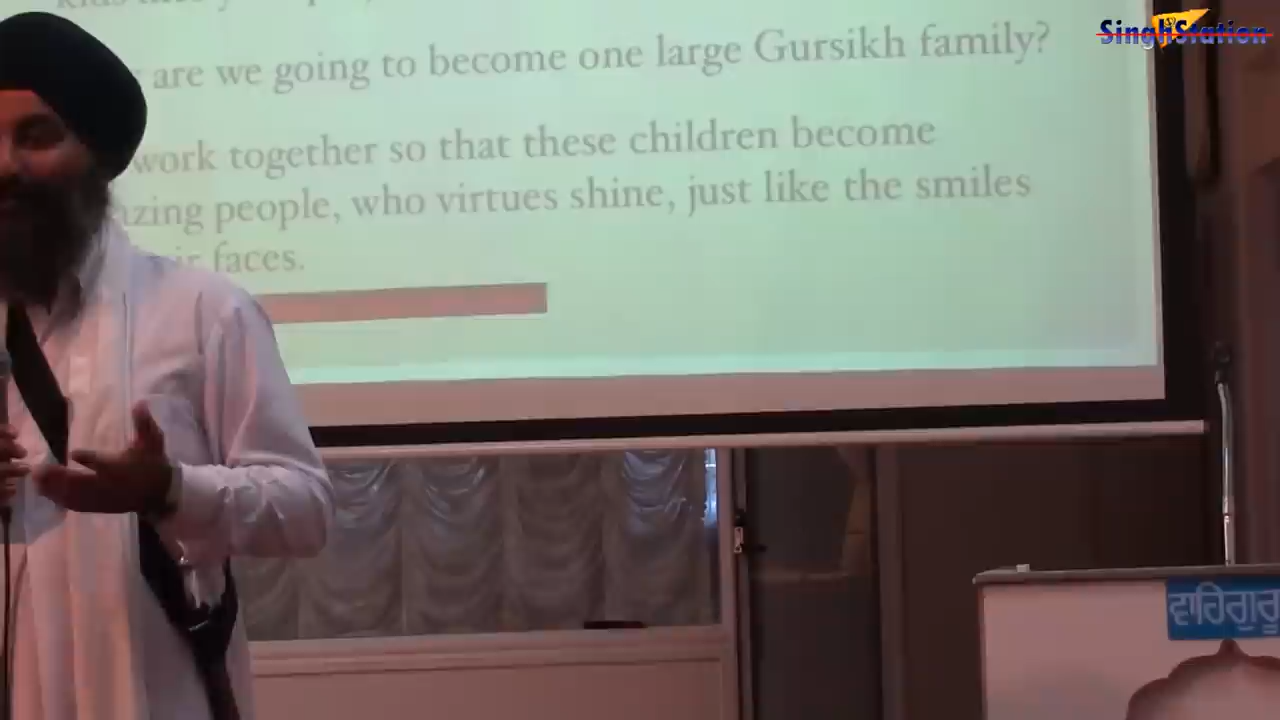 SinghStation
are we going to become one large Gursikh family?
work together so that these children become
people, who virtues shine, just like the smiles
faces.
ਵਾਹਿਗੁਰੂ